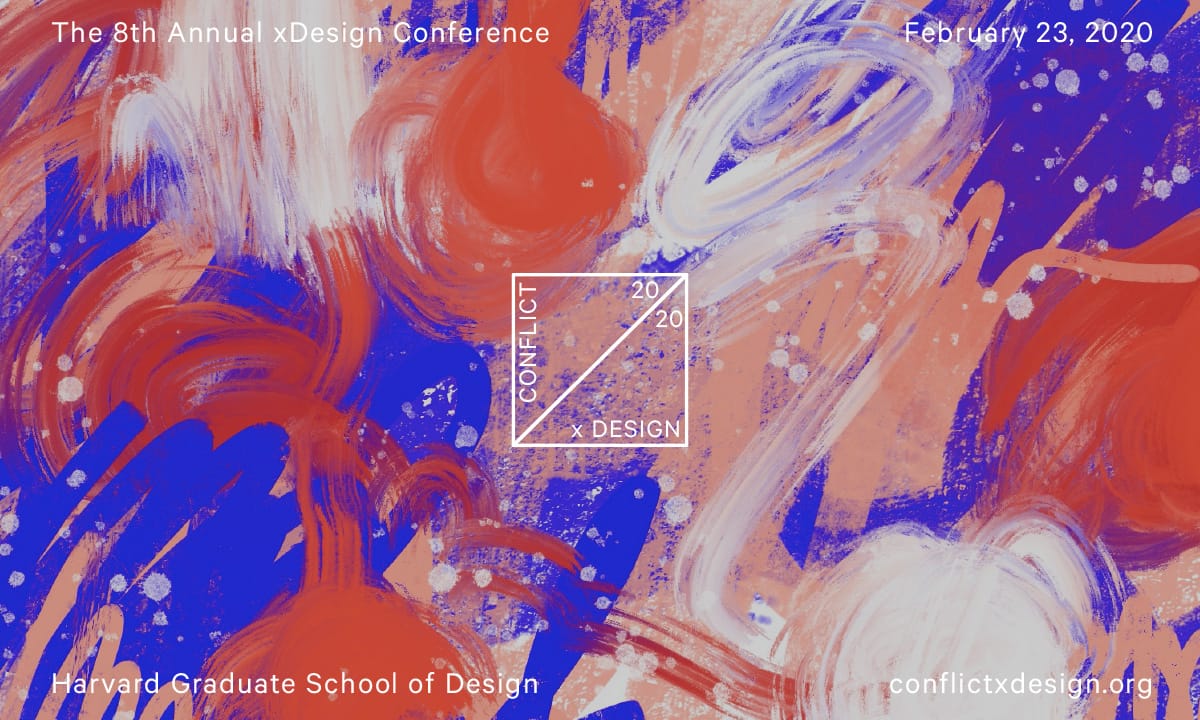 The 8th Annual xDesign Conference
February 23, 2020
CONFLICT
20
20
x DESIGN
Harvard Graduate School of Design
conflictxdesign.org